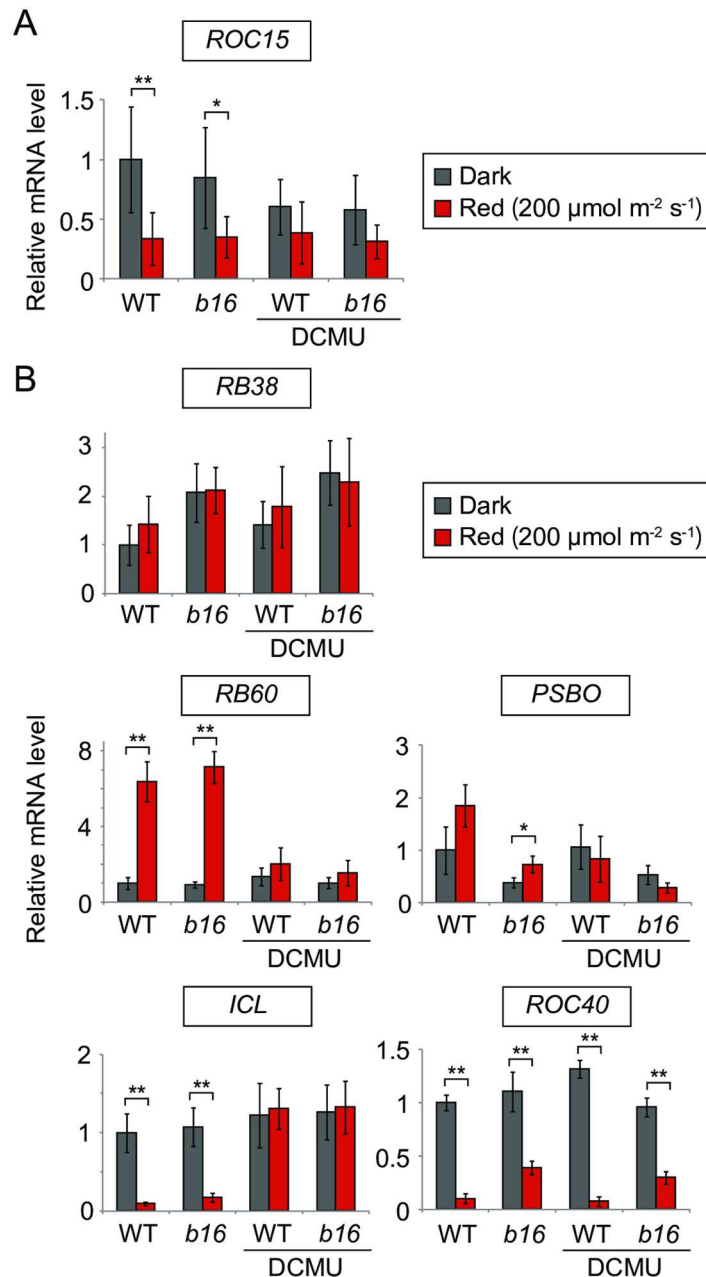 A
ROC15
Relative mRNA level
1.5
1
0.5
0
**
*
WT
b16
WT
b16
DCMU
Dark
Red (200 µmol m⁻² s⁻¹)
B
RB38
3
2
1
0
WT
b16
WT
b16
DCMU
Dark
Red (200 µmol m⁻² s⁻¹)
Relative mRNA level
RB60
8
4
2
0
**
**
WT
b16
WT
b16
DCMU
PSBO
3
2
1
0
*
WT
b16
WT
b16
DCMU
ICL
2
1
0
**
**
WT
b16
WT
b16
DCMU
ROC40
1.5
1
0.5
0
**
**
**
**
WT
b16
WT
b16
DCMU